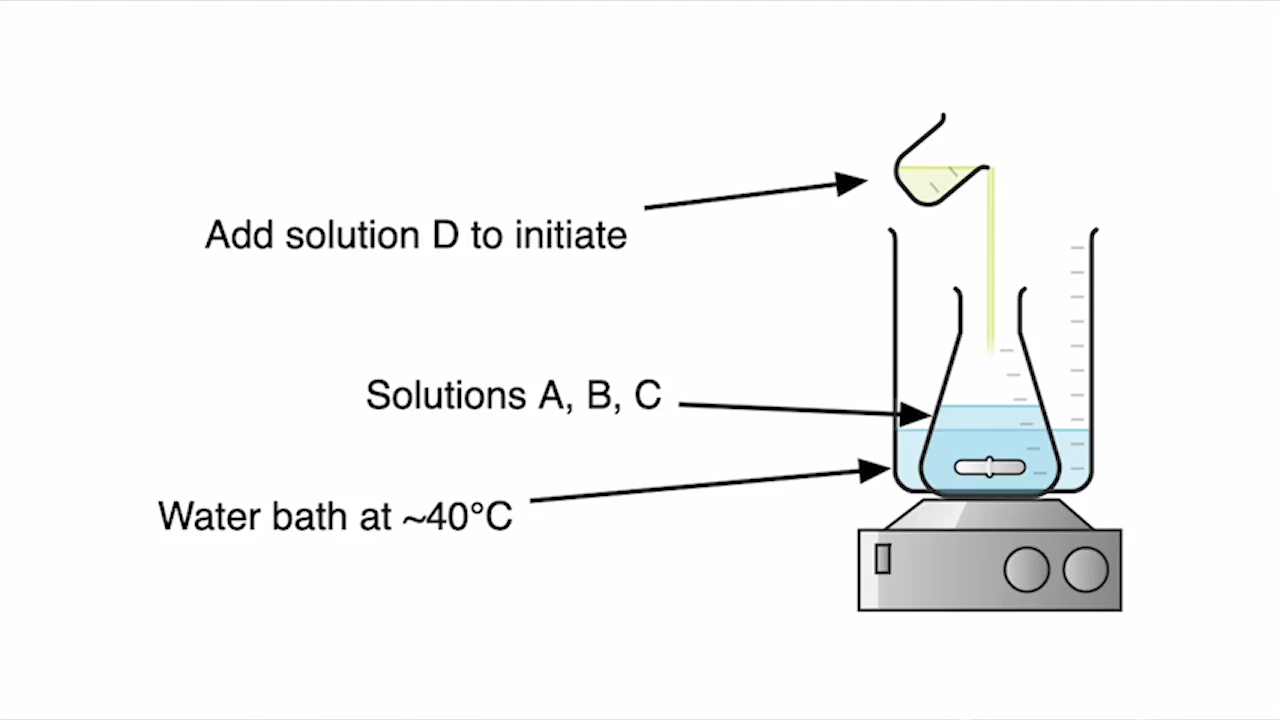 Add solution D to initiate
Solutions A, B, C
Water bath at ~40°C